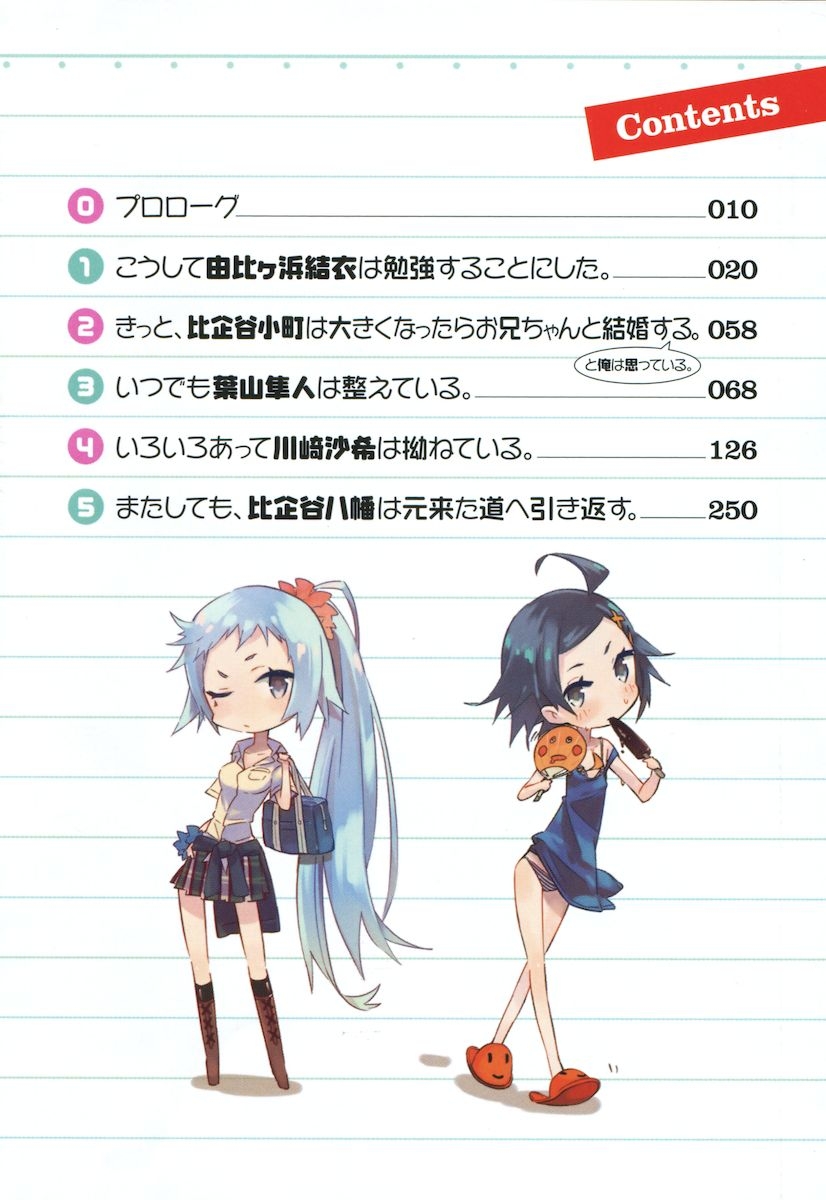 Contents
0 プロローグ 010
1 こうして由比ヶ浜結衣は勉強することにした。 020
2 きっと、比企谷小町は大きくなったらお兄ちゃんと結婚する。 058
と俺は思っている。
3 いつでも葉山隼人は整えている。 068
4 いろいろあって川﨑沙希は拗ねている。 126
5 またしても、比企谷八幡は元来た道へ引き返す。 250